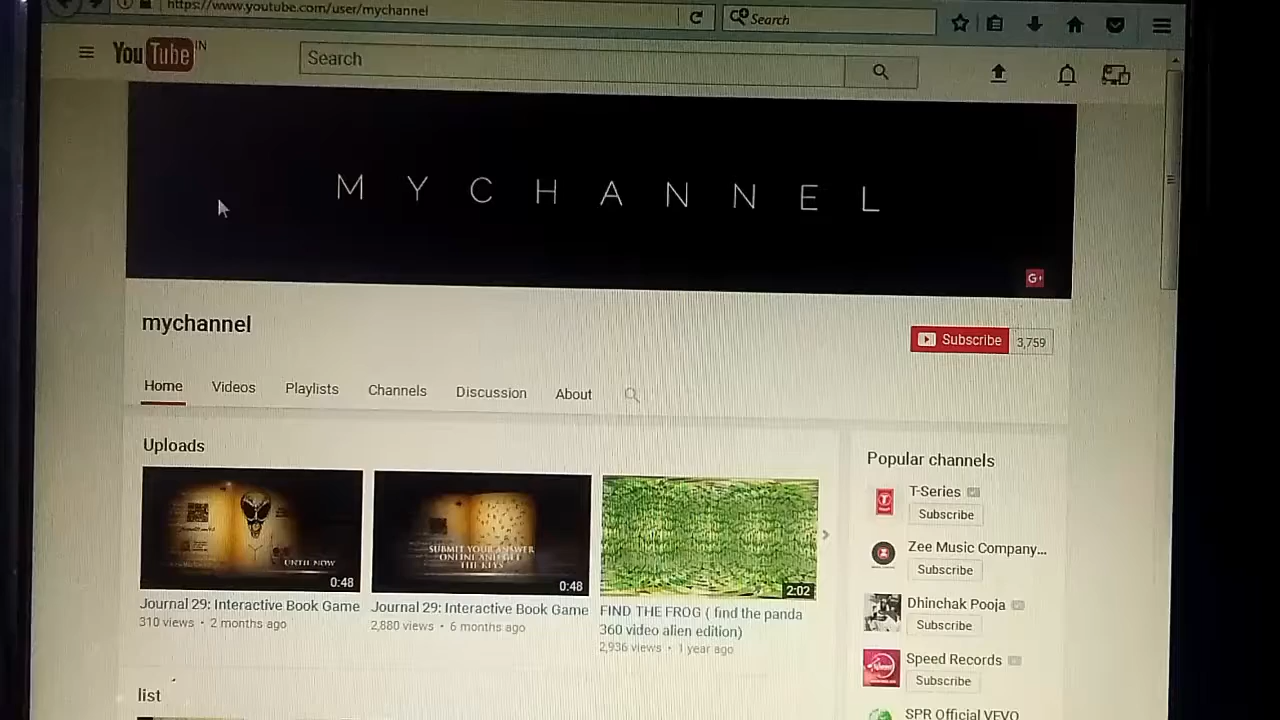 https://www.youtube.com/user/mychannel
Search
YouTube IN
Search
MYCHANNEL
G+
mychannel
Subscribe 3,759
Home Videos Playlists Channels Discussion About
Uploads
UNTIL NOW
0:48
Journal 29: Interactive Book Game
310 views • 2 months ago
SUBMIT YOUR ANSWER
ONLINE AND GET
THE KEYS
0:48
Journal 29: Interactive Book Game
2,880 views • 6 months ago
2:02
FIND THE FROG ( find the panda
360 video alien edition)
2,936 views • 1 year ago
list
Popular channels
T-Series
Subscribe
Zee Music Company...
Subscribe
Dhinchak Pooja
Subscribe
Speed Records
Subscribe
SPR Official VEVO